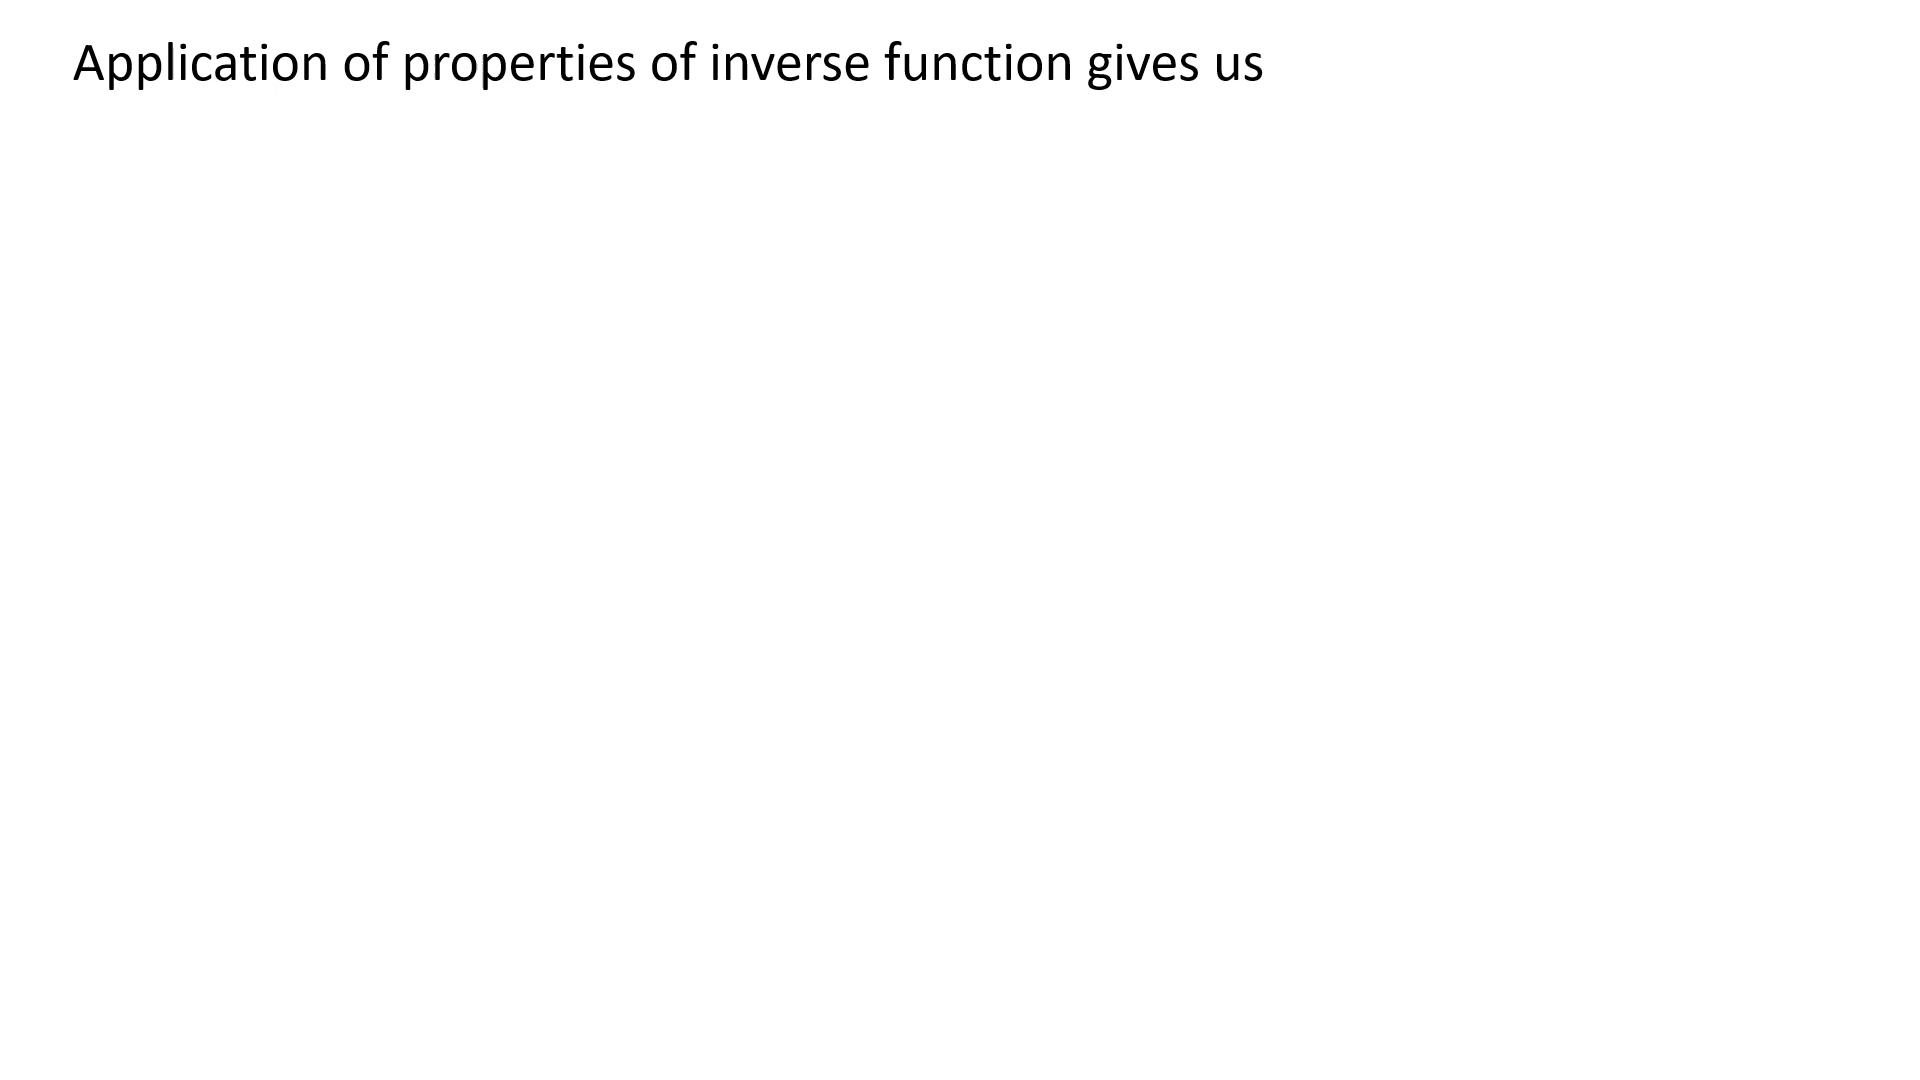 Application of properties of inverse function gives us